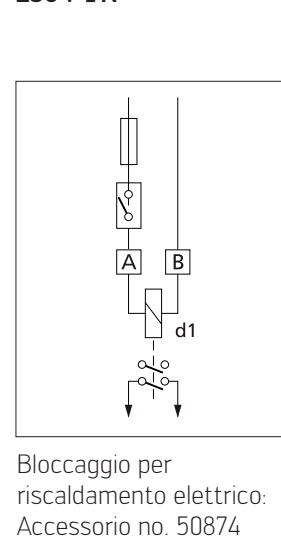 A B
d1
Bloccaggio per
riscaldamento elettrico:
Accessorio no. 50874